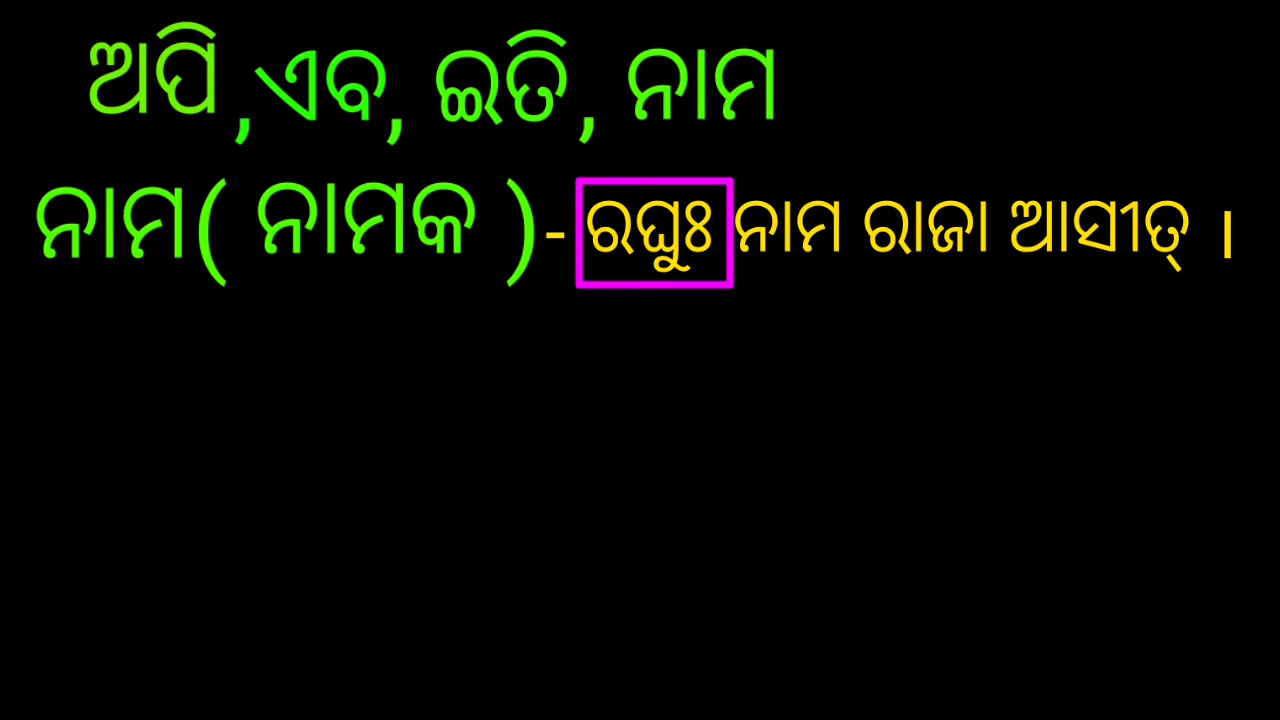 ଅପି ,ଏବ, ଇତି, ନାମ
ନାମ( ନାମକ )- ରଘୁଃ ନାମ ରାଜା ଆସୀତ୍ ।